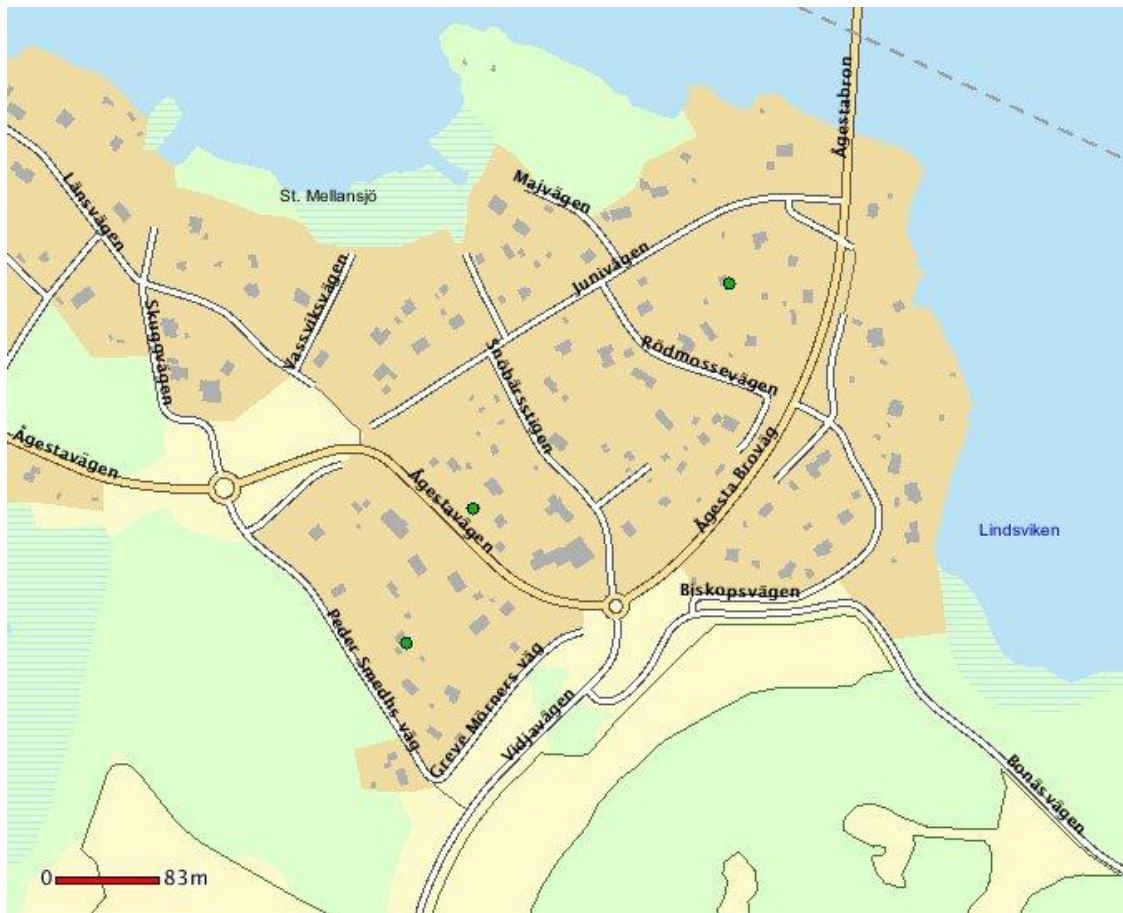 Ågestabron
Länsvägen
St. Mellansjö
Majvägen
Junivägen
Vassviksvägen
Skuggvägen
Snöbärsstigen
Rödmossevägen
Ågestavägen
Ågestavägen
Ågesta Broväg
Lindsviken
Biskopsvägen
Peder Smedhs väg
Greve Mörners väg
Vidjavägen
Bonäsvägen
0 83m